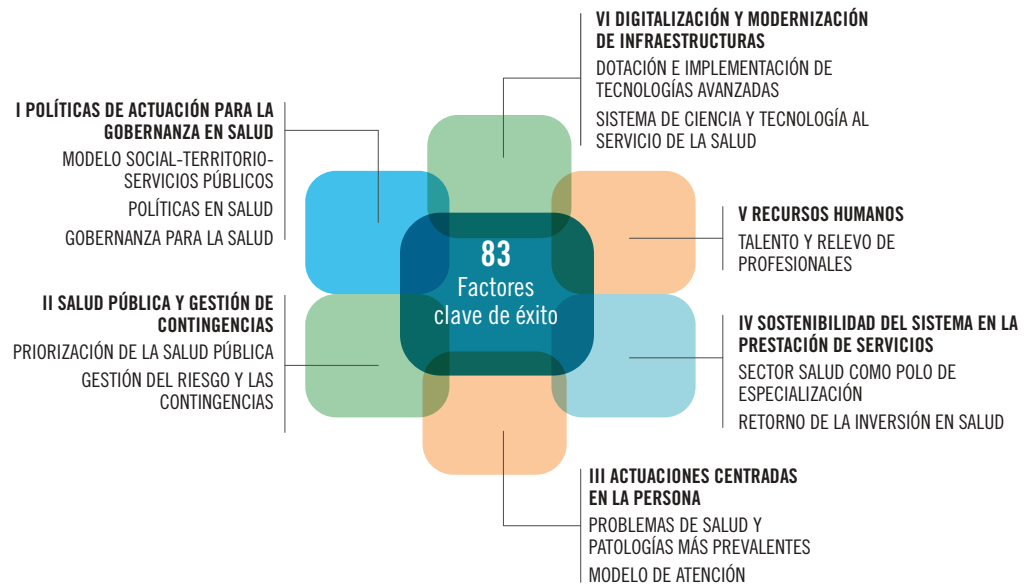 VI DIGITALIZACIÓN Y MODERNIZACIÓN
DE INFRAESTRUCTURAS
DOTACIÓN E IMPLEMENTACIÓN DE
TECNOLOGÍAS AVANZADAS
SISTEMA DE CIENCIA Y TECNOLOGÍA AL
SERVICIO DE LA SALUD
I POLÍTICAS DE ACTUACIÓN PARA LA
GOBERNANZA EN SALUD
MODELO SOCIAL-TERRITORIO-
SERVICIOS PÚBLICOS
POLÍTICAS EN SALUD
GOBERNANZA PARA LA SALUD
V RECURSOS HUMANOS
TALENTO Y RELEVO DE
PROFESIONALES
83
Factores
clave de éxito
II SALUD PÚBLICA Y GESTIÓN DE
CONTINGENCIAS
PRIORIZACIÓN DE LA SALUD PÚBLICA
GESTIÓN DEL RIESGO Y LAS
CONTINGENCIAS
IV SOSTENIBILIDAD DEL SISTEMA EN LA
PRESTACIÓN DE SERVICIOS
SECTOR SALUD COMO POLO DE
ESPECIALIZACIÓN
RETORNO DE LA INVERSIÓN EN SALUD
III ACTUACIONES CENTRADAS
EN LA PERSONA
PROBLEMAS DE SALUD Y
PATOLOGÍAS MÁS PREVALENTES
MODELO DE ATENCIÓN